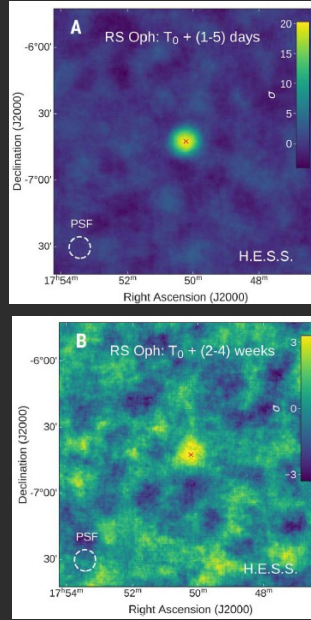 A
RS Oph: T₀ + (1-5) days
-6°00'
30'
-7°00'
30'
20
15
10
5
0
σ
PSF
H.E.S.S.
17ʰ54ᵐ 52ᵐ 50ᵐ 48ᵐ
Right Ascension (J2000)
Declination (J2000)
B
RS Oph: T₀ + (2-4) weeks
-6°00'
30'
-7°00'
30'
3
0
−3
σ
PSF
H.E.S.S.
17ʰ54ᵐ 52ᵐ 50ᵐ 48ᵐ
Right Ascension (J2000)
Declination (J2000)